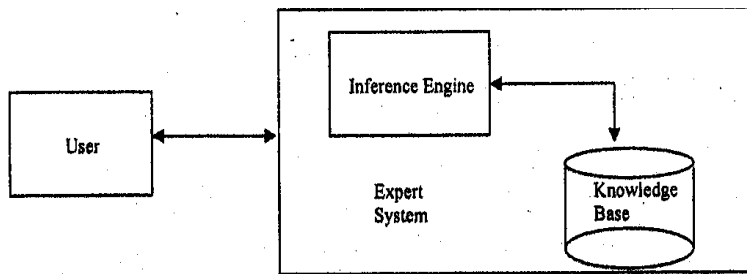 Inference Engine
User
Expert
System
Knowledge
Base